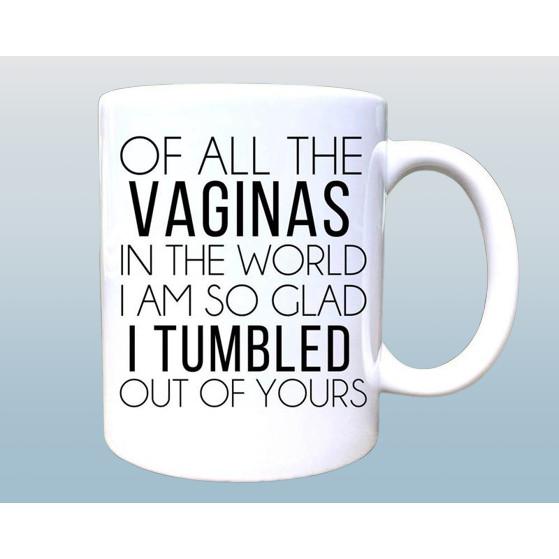 OF ALL THE
VAGINAS
IN THE WORLD
I AM SO GLAD
I TUMBLED
OUT OF YOURS